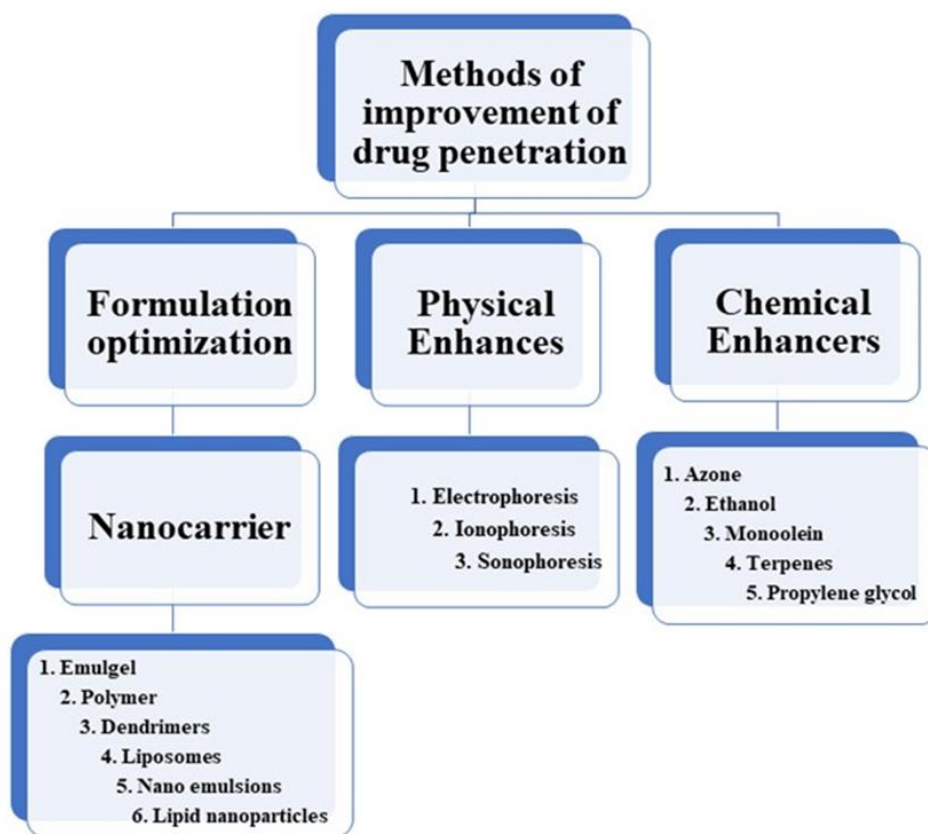 Methods of
improvement of
drug penetration
Formulation
optimization
Physical
Enhances
Chemical
Enhancers
Nanocarrier
1. Electrophoresis
2. Ionophoresis
3. Sonophoresis
1. Azone
2. Ethanol
3. Monoolein
4. Terpenes
5. Propylene glycol
1. Emulgel
2. Polymer
3. Dendrimers
4. Liposomes
5. Nano emulsions
6. Lipid nanoparticles